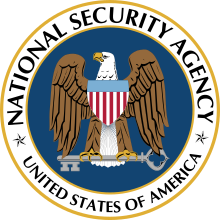 NATIONAL SECURITY AGENCY
UNITED STATES OF AMERICA